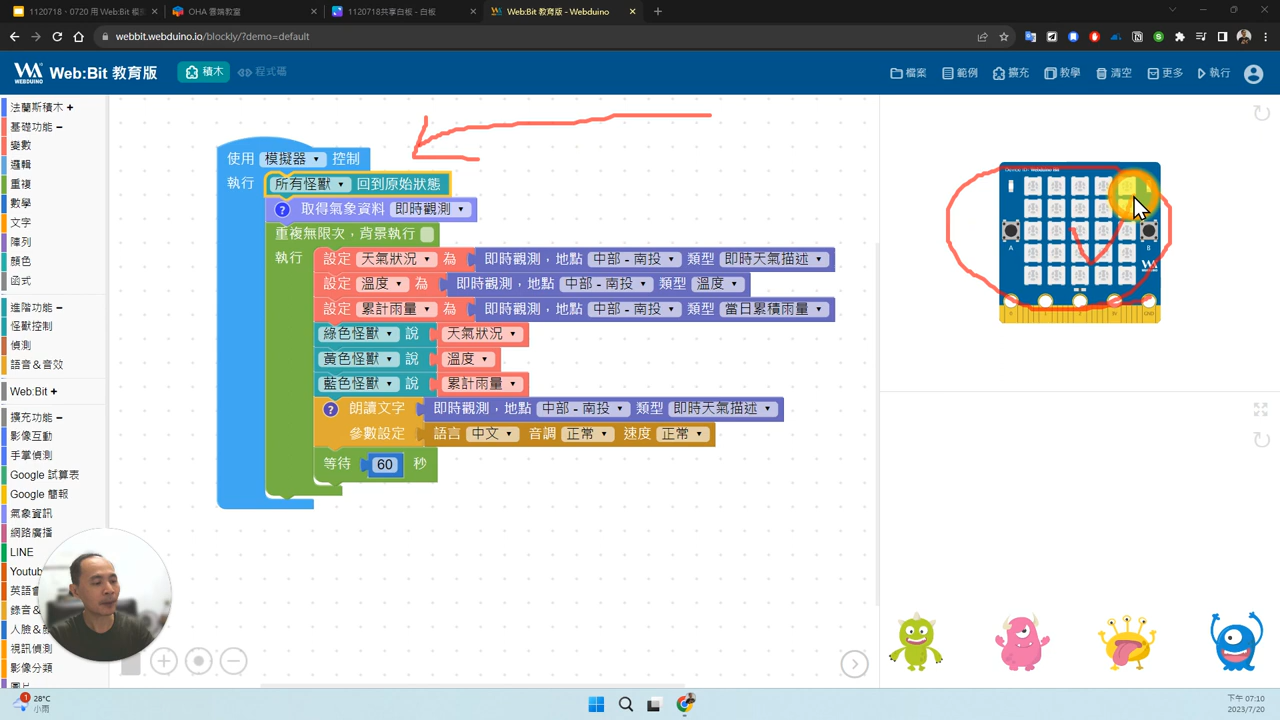 1120718 - 0720 用 Web:Bit 模
OHA 雲端教室
1120718共享白板 - 白板
Web:Bit 教育版 - Webduino
webbit.webduino.io/blockly/?demo=default
WEBDUINO
Web:Bit 教育版
積木
程式碼
檔案
範例
擴充
教學
清空
更多
執行
法蘭斯積木
基礎功能
變數
邏輯
重複
數學
文字
陣列
顏色
函式
進階功能
怪獸控制
偵測
語音&音效
Web:Bit
擴充功能
影像互動
手掌偵測
Google 試算表
Google 簡報
氣象資訊
網路廣播
LINE
Youtub
英語
錄音&
人臉&
視訊偵測
影像分類
使用 模擬器 控制
執行 所有怪獸 回到原始狀態
? 取得氣象資料 即時觀測
重複無限次，背景執行
執行 設定 天氣狀況 為 即時觀測，地點 中部 - 南投 類型 即時天氣描述
設定 溫度 為 即時觀測，地點 中部 - 南投 類型 溫度
設定 累計雨量 為 即時觀測，地點 中部 - 南投 類型 當日累積雨量
綠色怪獸 說 天氣狀況
黃色怪獸 說 溫度
藍色怪獸 說 累計雨量
? 朗讀文字 即時觀測，地點 中部 - 南投 類型 即時天氣描述
參數設定 語言 中文 音調 正常 速度 正常
等待 60 秒
A
B
28°C
小雨
下午 07:10
2023/7/20